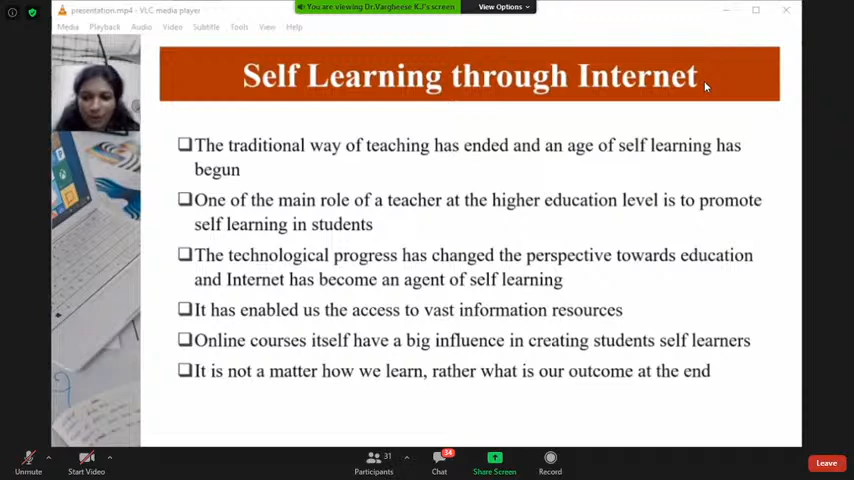 presentation.mp4 - VLC media player
You are viewing Dr.Varghese K.J's screen
View Options
Media Playback Audio Video Subtitle Tools View Help
Self Learning through Internet
The traditional way of teaching has ended and an age of self learning has
begun
One of the main role of a teacher at the higher education level is to promote
self learning in students
The technological progress has changed the perspective towards education
and Internet has become an agent of self learning
It has enabled us the access to vast information resources
Online courses itself have a big influence in creating students self learners
It is not a matter how we learn, rather what is our outcome at the end
31
34
Unmute
Start Video
Participants
Chat
Share Screen
Record
Leave